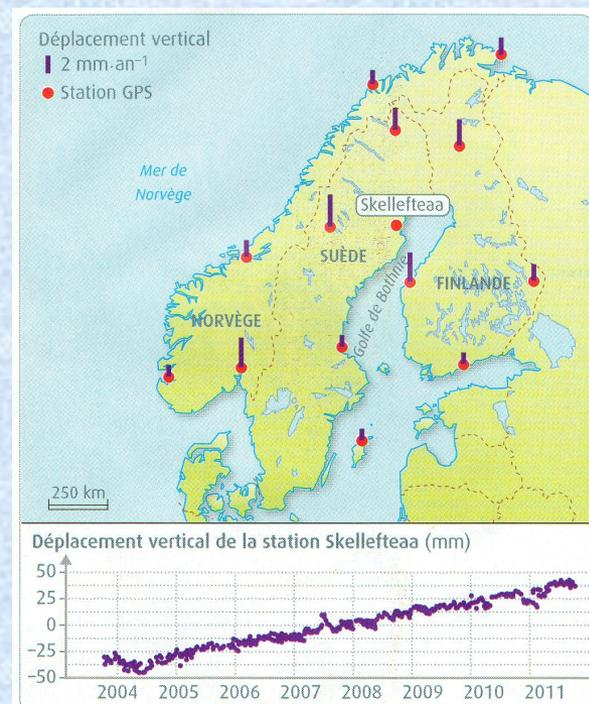 Déplacement vertical
2 mm·an⁻¹
Station GPS
Mer de
Norvège
Skellefteaa
SUÈDE
Golfe de Bothnie
FINLANDE
NORVÈGE
250 km
Déplacement vertical de la station Skellefteaa (mm)
50
25
0
–25
–50
2004 2005 2006 2007 2008 2009 2010 2011